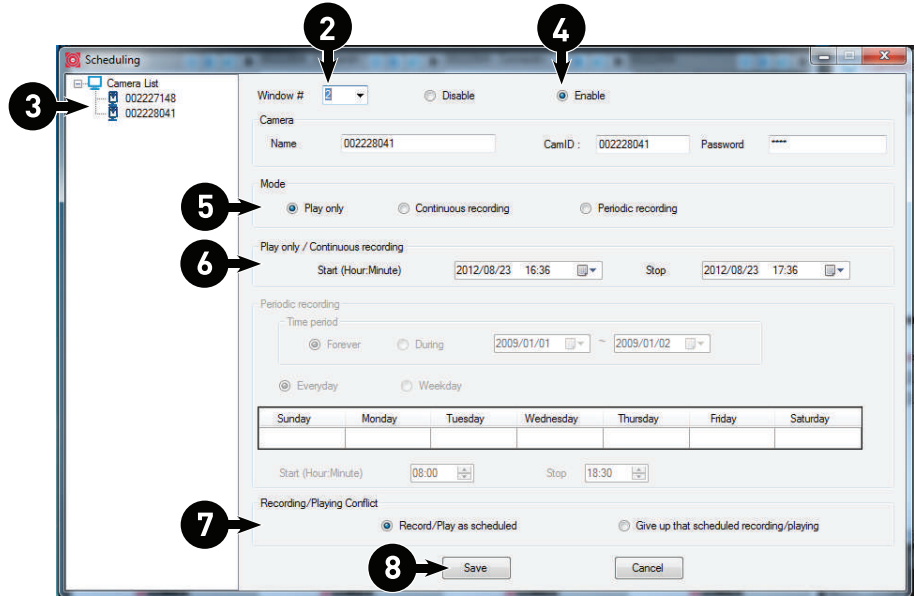 2
4
Scheduling
Camera List
3
002227148
002228041
Window # 2 Disable Enable
Camera
Name 002228041 CamID : 002228041 Password ****
Mode
5
Play only Continuous recording Periodic recording
Play only / Continuous recording
6
Start (Hour:Minute) 2012/08/23 16:36 Stop 2012/08/23 17:36
Periodic recording
Time period
Forever During 2009/01/01 ~ 2009/01/02
Everyday Weekday
Sunday Monday Tuesday Wednesday Thursday Friday Saturday
Start (Hour:Minute) 08:00 Stop 18:30
Recording/Playing Conflict
7
Record/Play as scheduled Give up that scheduled recording/playing
8
Save Cancel